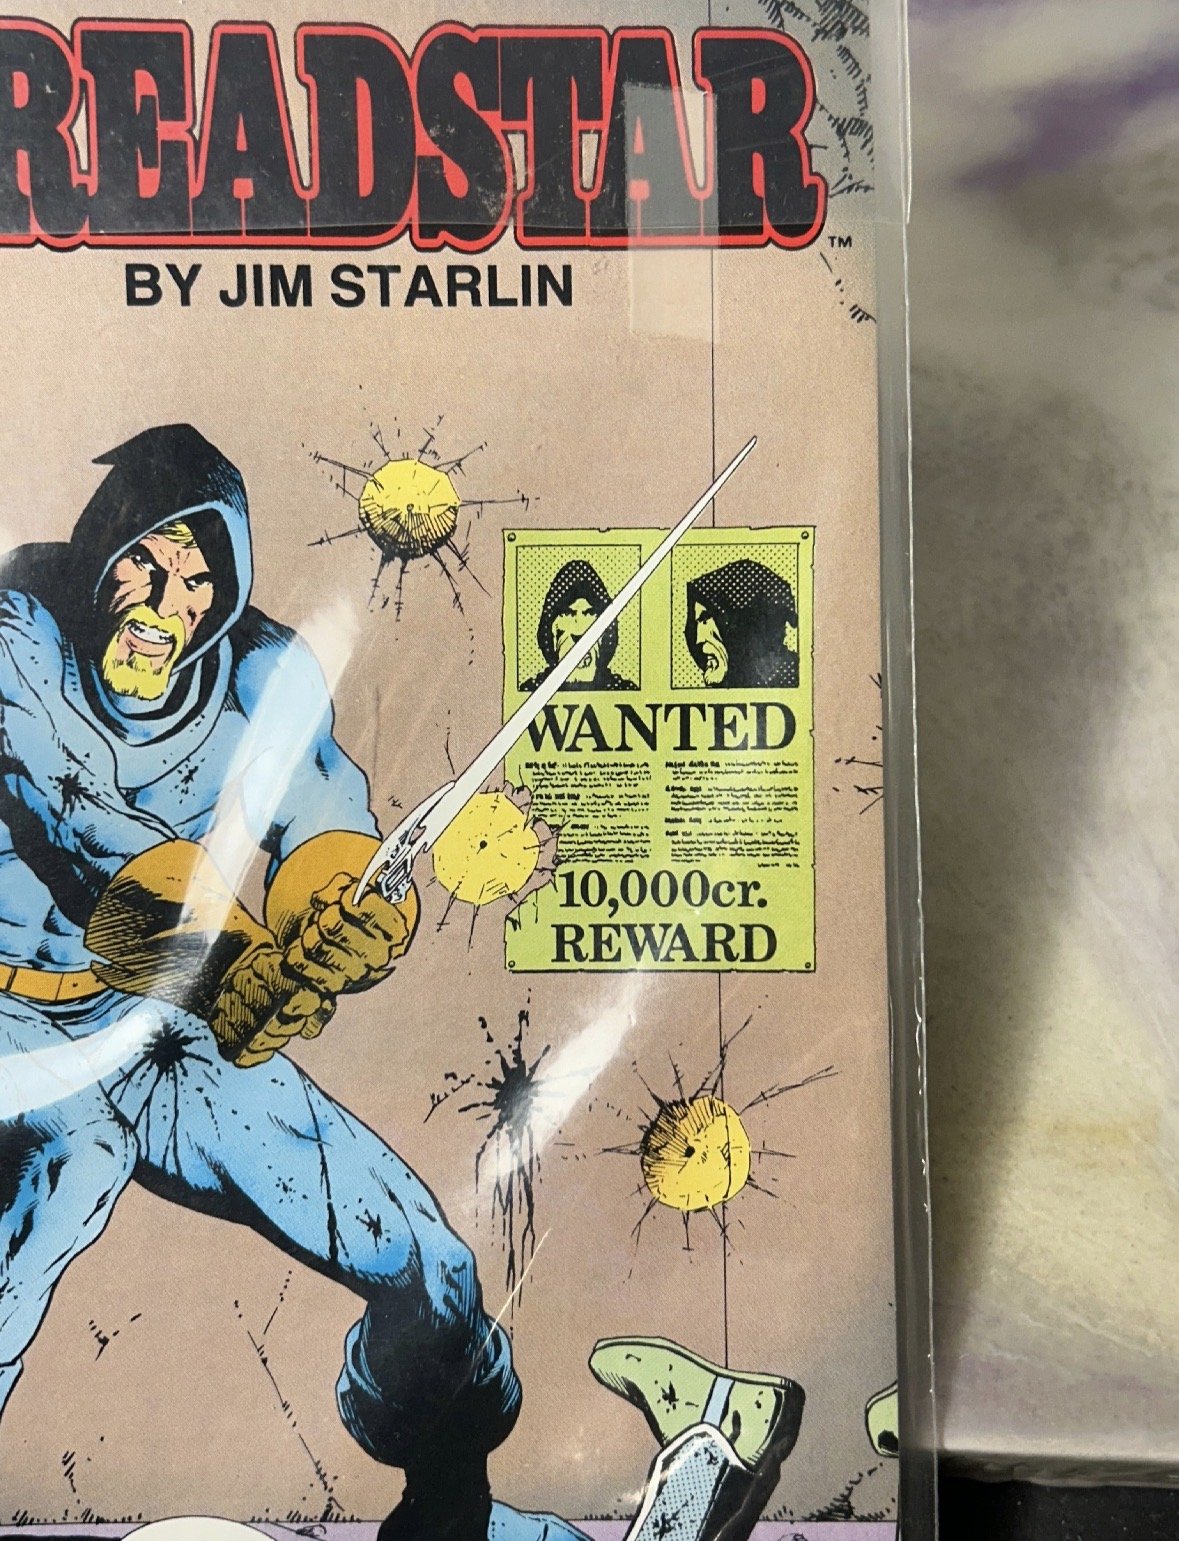 READSTAR
™
BY JIM STARLIN
WANTED
10,000cr.
REWARD